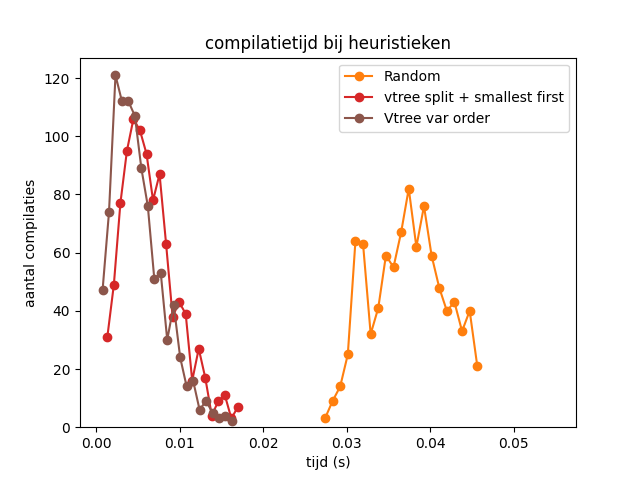 compilatietijd bij heuristieken
Random
vtree split + smallest first
Vtree var order
aantal compilaties
120
100
80
60
40
20
0
0.00 0.01 0.02 0.03 0.04 0.05
tijd (s)